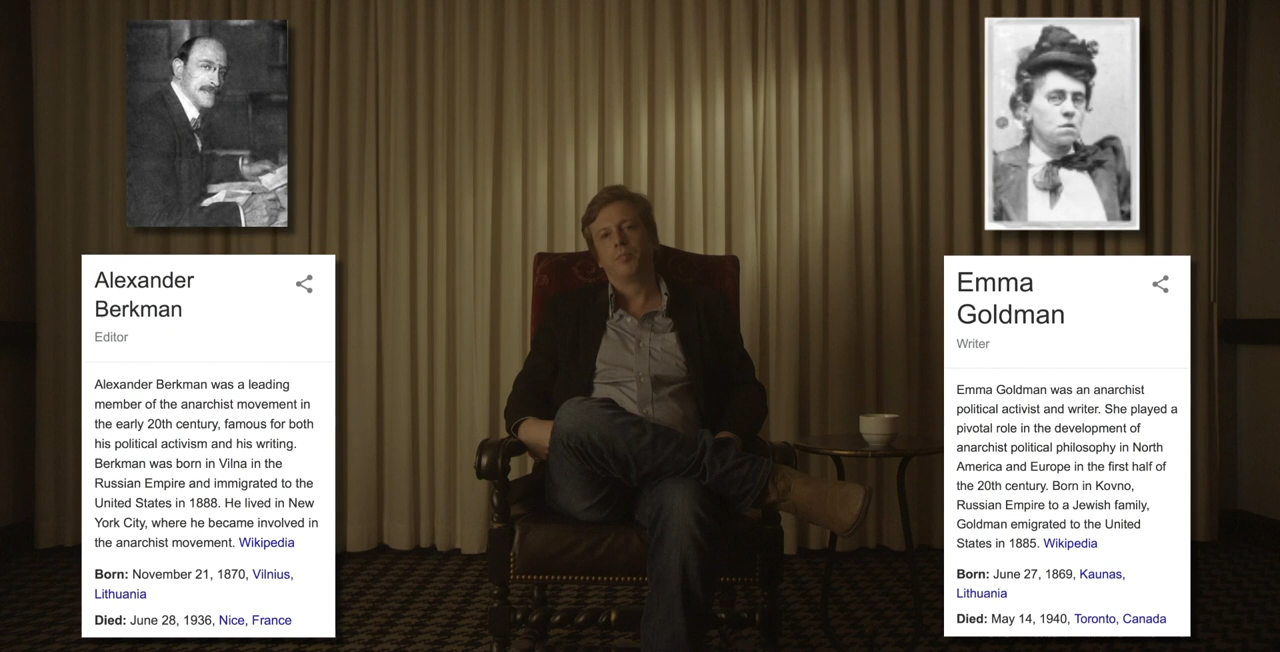 Alexander
Berkman
Editor
Alexander Berkman was a leading
member of the anarchist movement in
the early 20th century, famous for both
his political activism and his writing.
Berkman was born in Vilna in the
Russian Empire and immigrated to the
United States in 1888. He lived in New
York City, where he became involved in
the anarchist movement. Wikipedia
Born: November 21, 1870, Vilnius,
Lithuania
Died: June 28, 1936, Nice, France
Emma
Goldman
Writer
Emma Goldman was an anarchist
political activist and writer. She played a
pivotal role in the development of
anarchist political philosophy in North
America and Europe in the first half of
the 20th century. Born in Kovno,
Russian Empire to a Jewish family,
Goldman emigrated to the United
States in 1885. Wikipedia
Born: June 27, 1869, Kaunas,
Lithuania
Died: May 14, 1940, Toronto, Canada